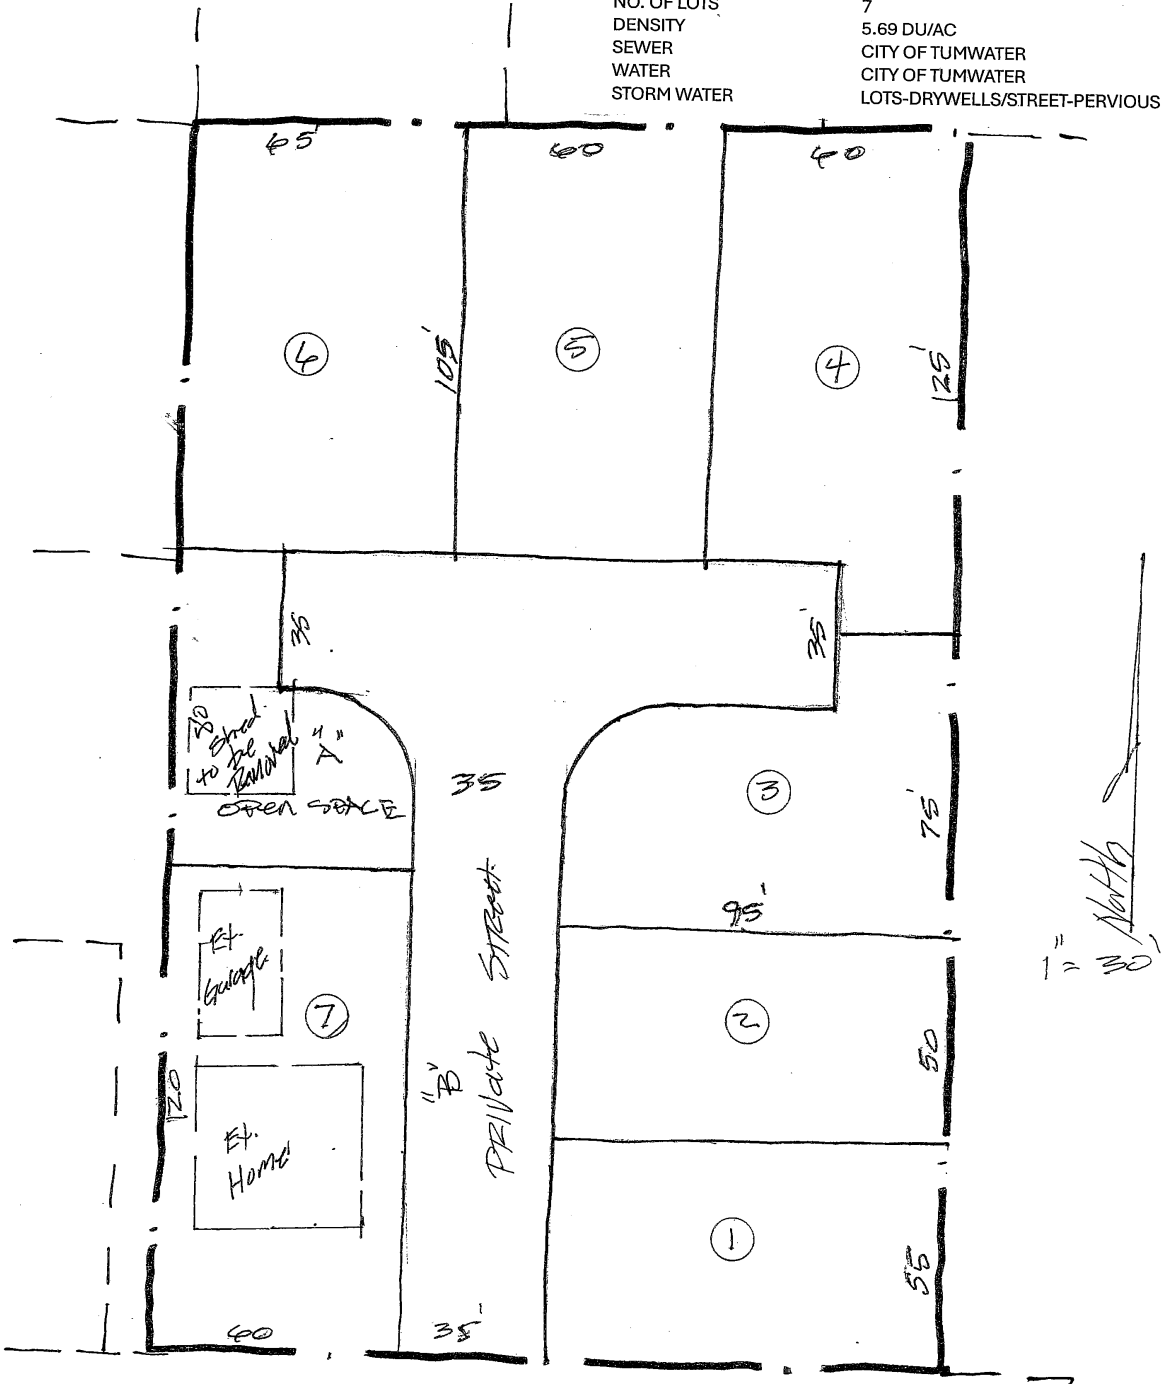 NO. OF LOTS 7
DENSITY 5.69 DU/AC
SEWER CITY OF TUMWATER
WATER CITY OF TUMWATER
STORM WATER LOTS-DRYWELLS/STREET-PERVIOUS
65' 60 60
6 105' 5 4 125'
35 35'
80 Shed
to be
Removed
"A"
OPEN SPACE
35 3 75'
95'
Ex.
Garage
7
2 50
"B" PRIVATE STREET
120
Ex.
Home
1 55
60 35'
North
1" = 30'